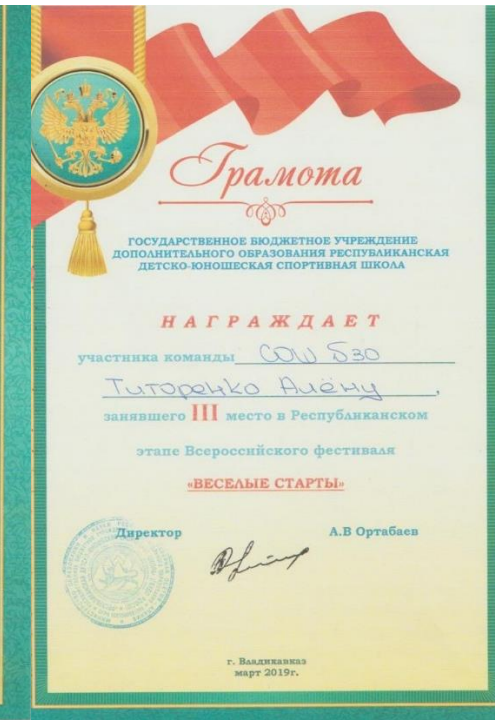 Грамота
ГОСУДАРСТВЕННОЕ БЮДЖЕТНОЕ УЧРЕЖДЕНИЕ
ДОПОЛНИТЕЛЬНОГО ОБРАЗОВАНИЯ РЕСПУБЛИКАНСКАЯ
ДЕТСКО-ЮНОШЕСКАЯ СПОРТИВНАЯ ШКОЛА
НАГРАЖДАЕТ
участника команды СОШ
Титоренко Алёну,
занявшего III место в Республиканском
этапе Всероссийского фестиваля
«ВЕСЕЛЫЕ СТАРТЫ»
Директор А.В Ортабаев
г. Владикавказ
март 2019г.